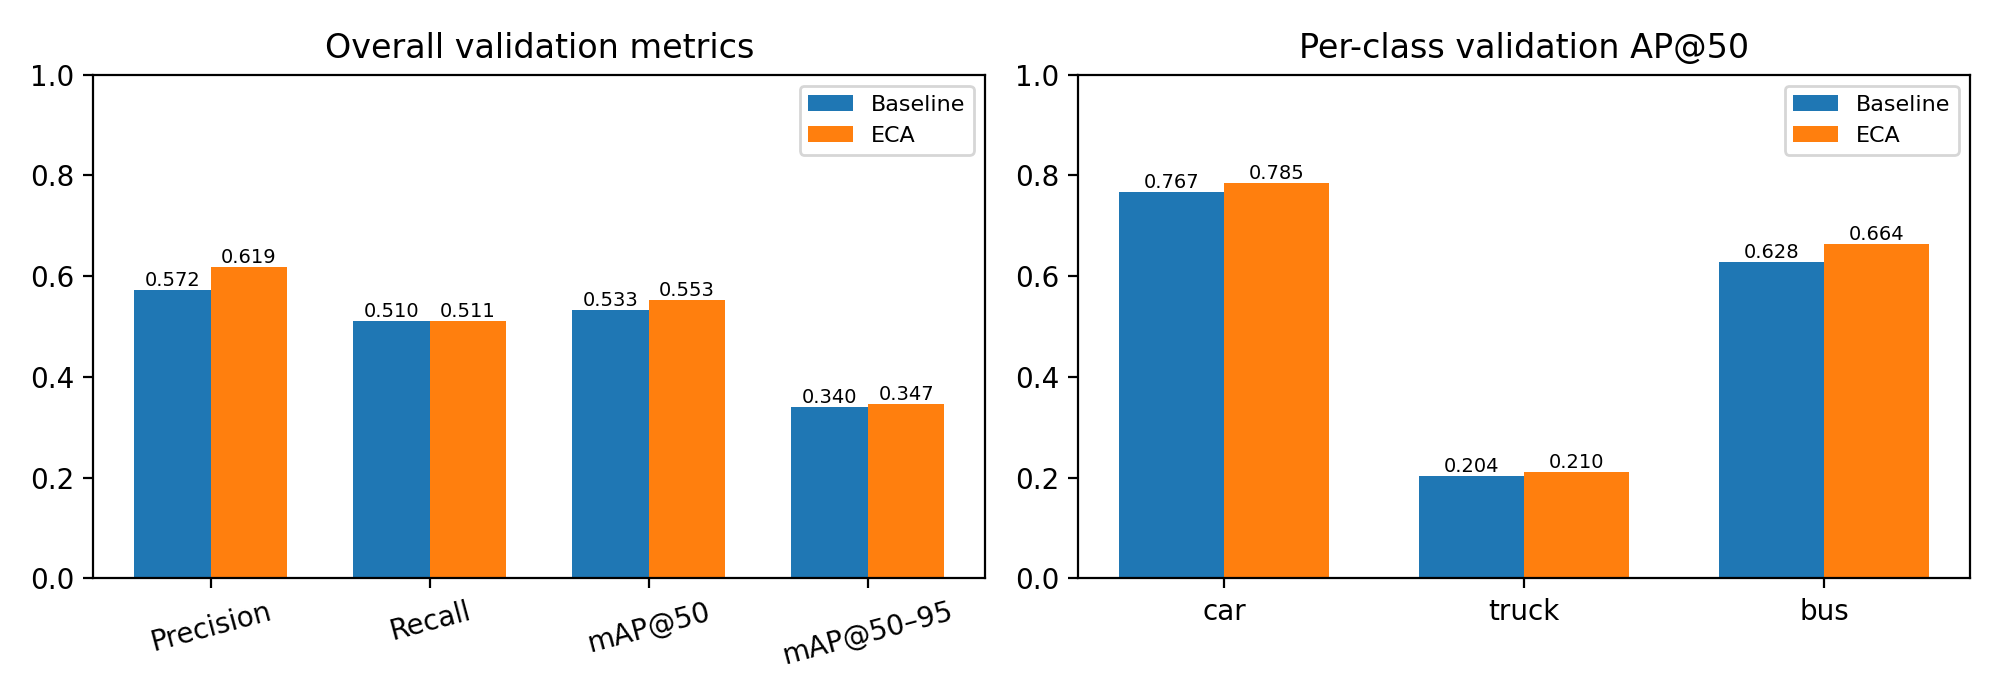 Overall validation metrics
1.0
0.8
0.6
0.4
0.2
0.0
Baseline
ECA
0.572
0.619
0.510
0.511
0.533
0.553
0.340
0.347
Precision
Recall
mAP@50
mAP@50–95
Per-class validation AP@50
1.0
0.8
0.6
0.4
0.2
0.0
Baseline
ECA
0.767
0.785
0.204
0.210
0.628
0.664
car
truck
bus